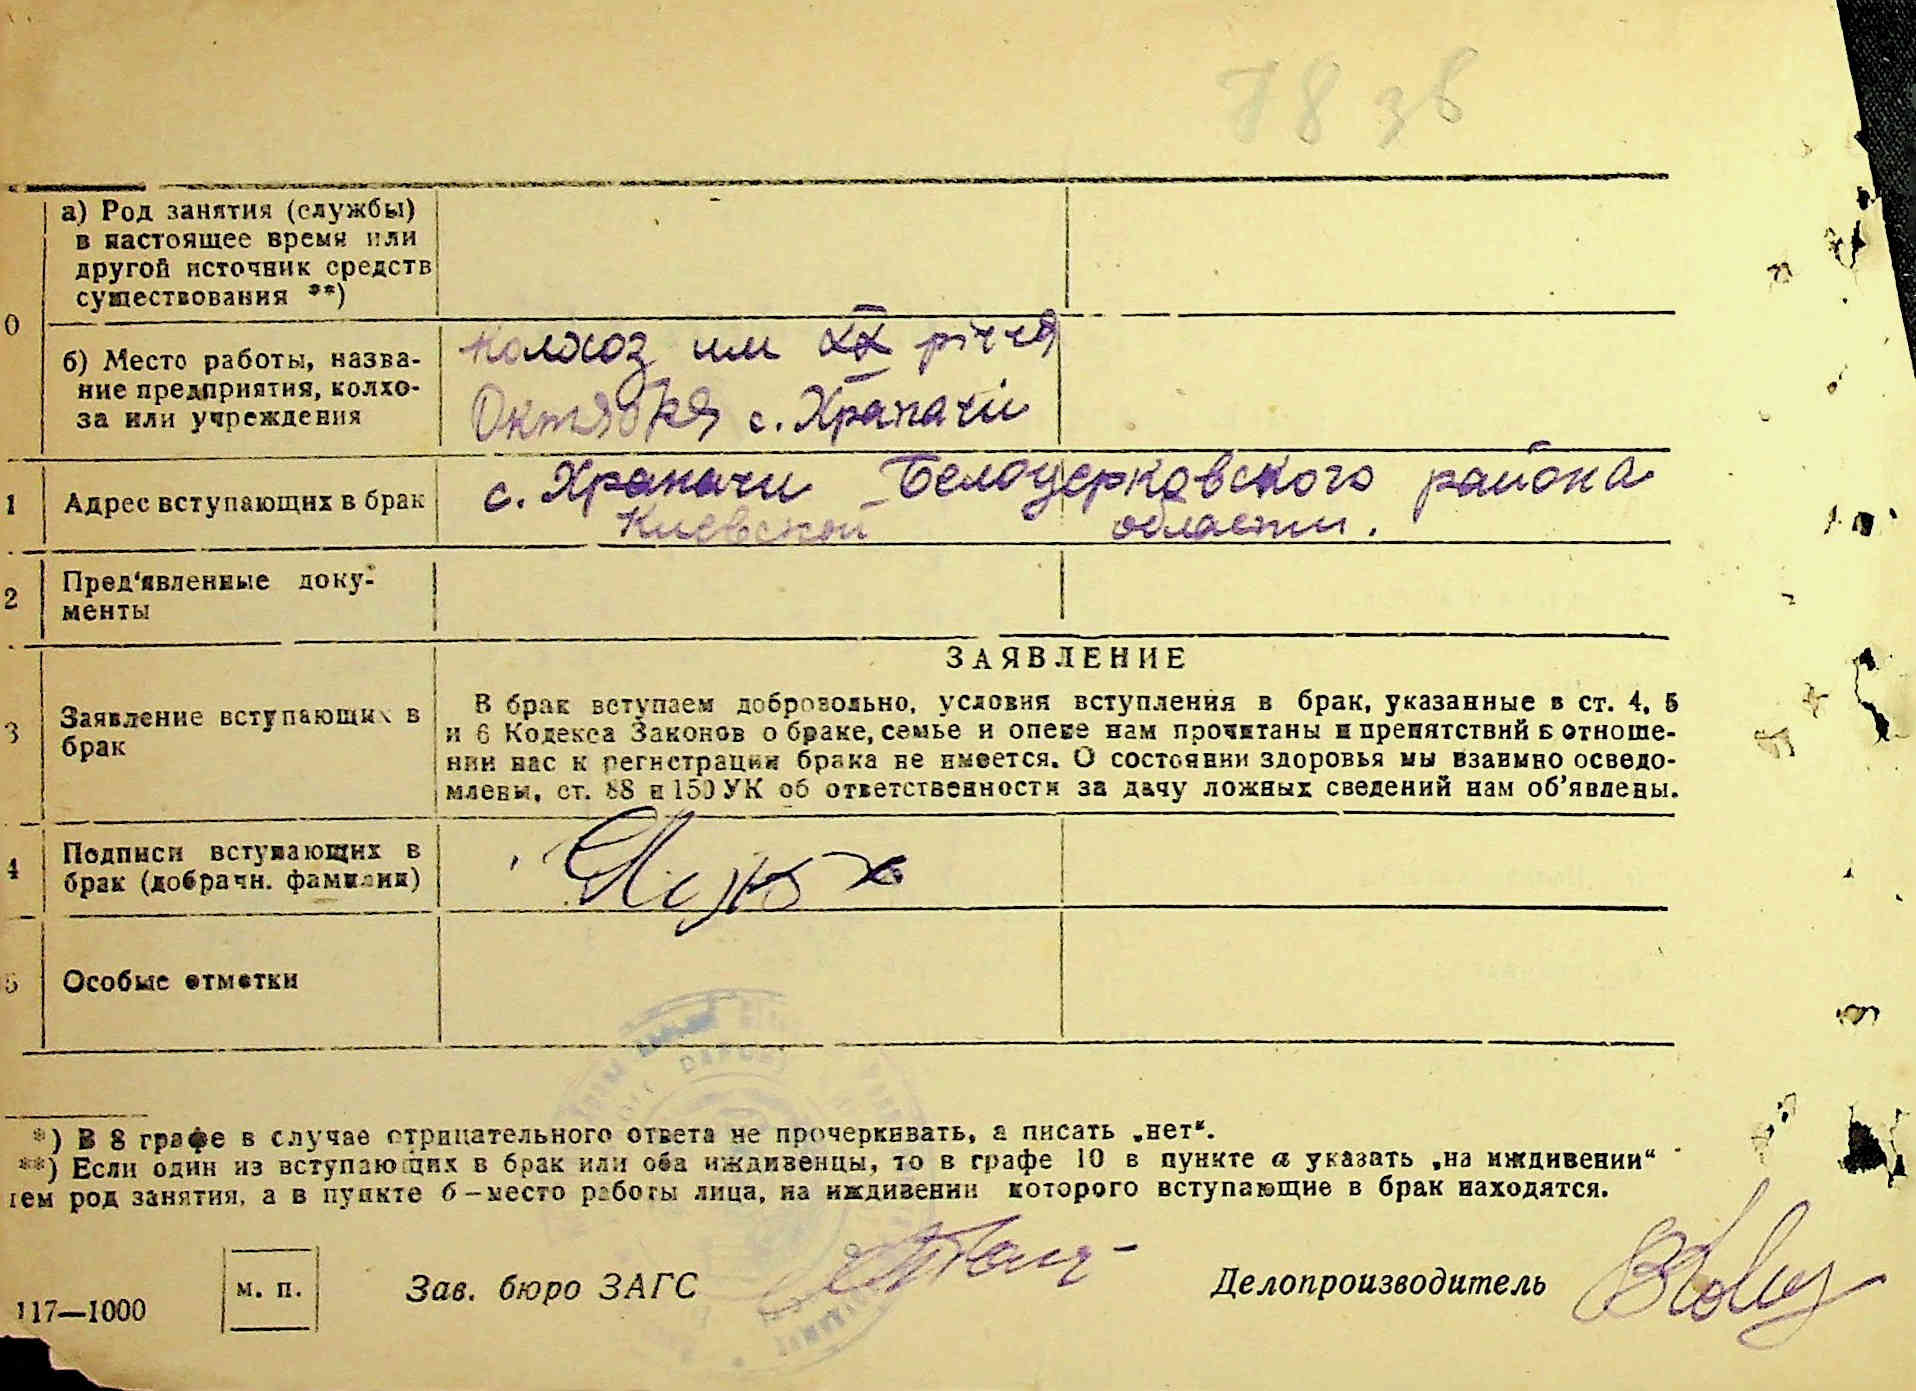 78 зв
а) Род занятия (службы)
в настоящее время или
другой источник средств
существования **)
0
б) Место работы, назва-
ние предприятия, колхо-
за или учреждения
колхоз им ХХ річчя
Октября с. Храпачі
1
Адрес вступающих в брак
с. Храпачи Белоцерковского района
Киевской области.
2
Пред'явленные доку-
менты
3
Заявление вступающих в
брак
ЗАЯВЛЕНИЕ
В брак вступаем добровольно, условия вступления в брак, указанные в ст. 4, 5
и 6 Кодекса Законов о браке, семье и опеке нам прочитаны и препятствий в отноше-
нии нас к регистрации брака не имеется. О состоянии здоровья мы взаимно осведо-
млены, ст. 88 и 150 УК об ответственности за дачу ложных сведений нам об'явлены.
4
Подписи вступающих в
брак (добрачн. фамилия)
5
Особые отметки
*) В 8 графе в случае отрицательного ответа не прочеркивать, а писать „нет“.
**) Если один из вступающих в брак или оба иждивенцы, то в графе 10 в пункте а указать „на иждивении“
тем род занятия, а в пункте б — место работы лица, на иждивении которого вступающие в брак находятся.
м. п.
Зав. бюро ЗАГС
Делопроизводитель
117—1000